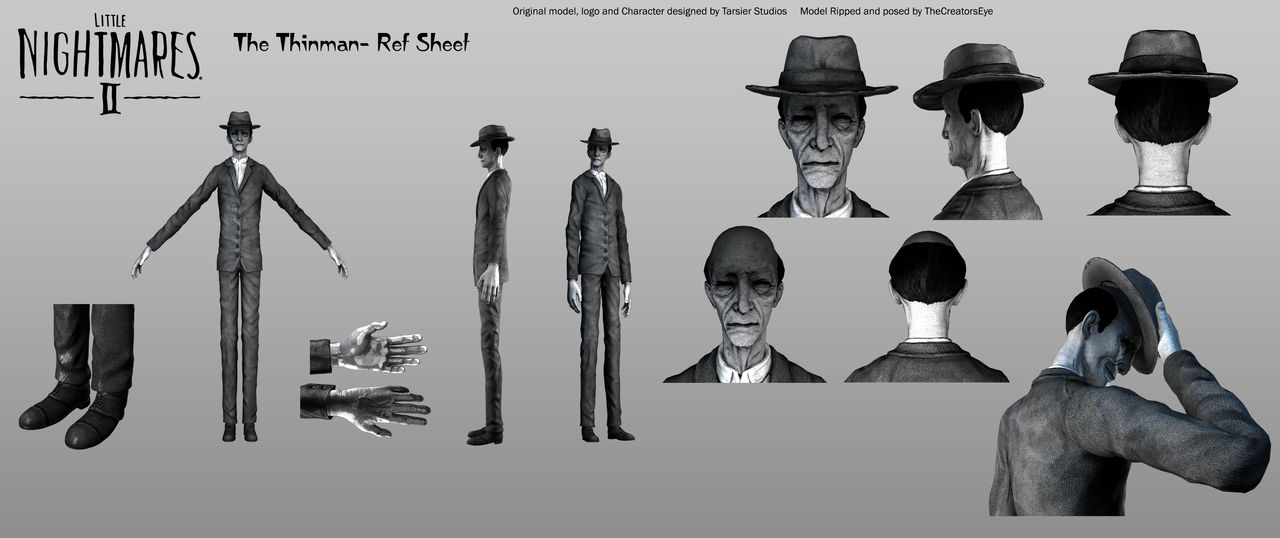 LITTLE
NIGHTMARES
II
The Thinman- Ref Sheet
Original model, logo and Character designed by Tarsier Studios Model Ripped and posed by TheCreatorsEye